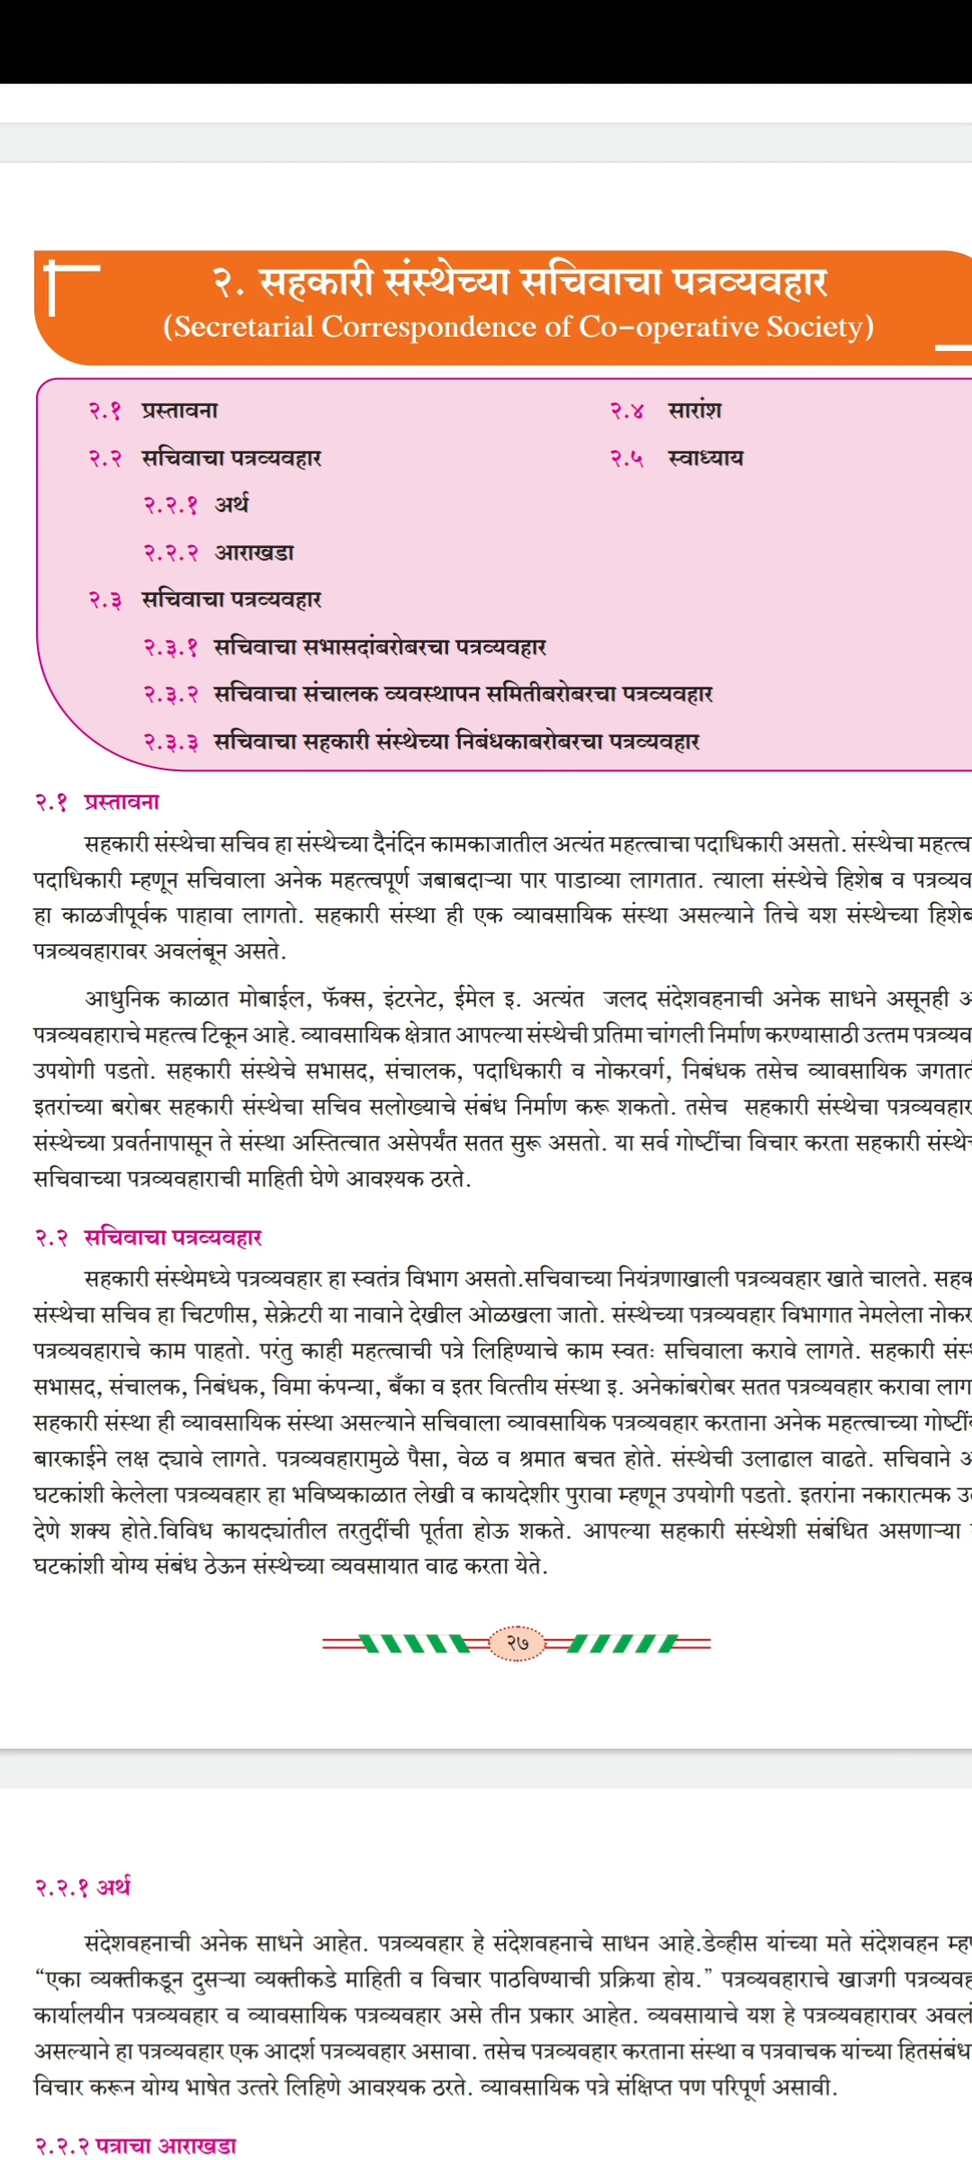 २. सहकारी संस्थेच्या सचिवाचा पत्रव्यवहार
(Secretarial Correspondence of Co-operative Society)
२.१ प्रस्तावना
२.२ सचिवाचा पत्रव्यवहार
२.२.१ अर्थ
२.२.२ आराखडा
२.३ सचिवाचा पत्रव्यवहार
२.३.१ सचिवाचा सभासदांबरोबरचा पत्रव्यवहार
२.३.२ सचिवाचा संचालक व्यवस्थापन समितीबरोबरचा पत्रव्यवहार
२.३.३ सचिवाचा सहकारी संस्थेच्या निबंधकाबरोबरचा पत्रव्यवहार
२.४ सारांश
२.५ स्वाध्याय
२.१ प्रस्तावना
सहकारी संस्थेचा सचिव हा संस्थेच्या दैनंदिन कामकाजातील अत्यंत महत्त्वाचा पदाधिकारी असतो. संस्थेचा
पदाधिकारी म्हणून सचिवाला अनेक महत्त्वपूर्ण जबाबदाऱ्या पार पाडाव्या लागतात. त्याला संस्थेचे हिशेब व
हा काळजीपूर्वक पाहावा लागतो. सहकारी संस्था ही एक व्यावसायिक संस्था असल्याने तिचे यश संस्थेच्या हिशेब
पत्रव्यवहारावर अवलंबून असते.
आधुनिक काळात मोबाईल, फॅक्स, इंटरनेट, ईमेल इ. अत्यंत जलद संदेशवहनाची अनेक साधने असूनही
पत्रव्यवहाराचे महत्त्व टिकून आहे. व्यावसायिक क्षेत्रात आपल्या संस्थेची प्रतिमा चांगली निर्माण करण्यासाठी उत्तम
उपयोगी पडतो. सहकारी संस्थेचे सभासद, संचालक, पदाधिकारी व नोकरवर्ग, निबंधक तसेच व्यावसायिक
इतरांच्या बरोबर सहकारी संस्थेचा सचिव सलोख्याचे संबंध निर्माण करू शकतो. तसेच सहकारी संस्थेचा पत्रव्यवहार
संस्थेच्या प्रवर्तनापासून ते संस्था अस्तित्वात असेपर्यंत सतत सुरू असतो. या सर्व गोष्टींचा विचार करता सहकारी
सचिवाच्या पत्रव्यवहाराची माहिती घेणे आवश्यक ठरते.
२.२ सचिवाचा पत्रव्यवहार
सहकारी संस्थेमध्ये पत्रव्यवहार हा स्वतंत्र विभाग असतो.सचिवाच्या नियंत्रणाखाली पत्रव्यवहार खाते चालते.
संस्थेचा सचिव हा चिटणीस, सेक्रेटरी या नावाने देखील ओळखला जातो. संस्थेच्या पत्रव्यवहार विभागात नेमलेला
पत्रव्यवहाराचे काम पाहतो. परंतु काही महत्त्वाची पत्रे लिहिण्याचे काम स्वतः सचिवाला करावे लागते. सहकारी
सभासद, संचालक, निबंधक, विमा कंपन्या, बँका व इतर वित्तीय संस्था इ. अनेकांबरोबर सतत पत्रव्यवहार करावा
सहकारी संस्था ही व्यावसायिक संस्था असल्याने सचिवाला व्यावसायिक पत्रव्यवहार करताना अनेक महत्त्वाच्या
बारकाईने लक्ष द्यावे लागते. पत्रव्यवहारामुळे पैसा, वेळ व श्रमात बचत होते. संस्थेची उलाढाल वाढते. सचिवाने
घटकांशी केलेला पत्रव्यवहार हा भविष्यकाळात लेखी व कायदेशीर पुरावा म्हणून उपयोगी पडतो. इतरांना नकारात्मक
देणे शक्य होते.विविध कायद्यांतील तरतुदींची पूर्तता होऊ शकते. आपल्या सहकारी संस्थेशी संबंधित असणाऱ्या
घटकांशी योग्य संबंध ठेऊन संस्थेच्या व्यवसायात वाढ करता येते.
२७
२.२.१ अर्थ
संदेशवहनाची अनेक साधने आहेत. पत्रव्यवहार हे संदेशवहनाचे साधन आहे.डेव्हीस यांच्या मते संदेशवहन
“एका व्यक्तीकडून दुसऱ्या व्यक्तीकडे माहिती व विचार पाठविण्याची प्रक्रिया होय.” पत्रव्यवहाराचे खाजगी
कार्यालयीन पत्रव्यवहार व व्यावसायिक पत्रव्यवहार असे तीन प्रकार आहेत. व्यवसायाचे यश हे पत्रव्यवहारावर
असल्याने हा पत्रव्यवहार एक आदर्श पत्रव्यवहार असावा. तसेच पत्रव्यवहार करताना संस्था व पत्रवाचक यांच्या
विचार करून योग्य भाषेत उत्तरे लिहिणे आवश्यक ठरते. व्यावसायिक पत्रे संक्षिप्त पण परिपूर्ण असावी.
२.२.२ पत्राचा आराखडा